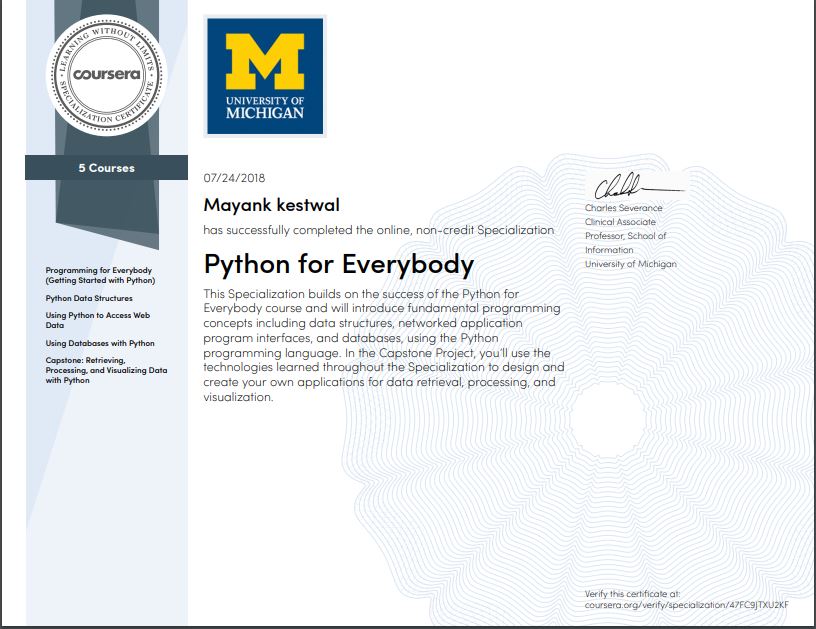 LEARNING WITHOUT LIMITS
coursera
SPECIALIZATION CERTIFICATE
M
UNIVERSITY OF
MICHIGAN
5 Courses
Programming for Everybody
(Getting Started with Python)
Python Data Structures
Using Python to Access Web
Data
Using Databases with Python
Capstone: Retrieving,
Processing, and Visualizing Data
with Python
07/24/2018
Mayank kestwal
has successfully completed the online, non-credit Specialization
Python for Everybody
This Specialization builds on the success of the Python for
Everybody course and will introduce fundamental programming
concepts including data structures, networked application
program interfaces, and databases, using the Python
programming language. In the Capstone Project, you'll use the
technologies learned throughout the Specialization to design and
create your own applications for data retrieval, processing, and
visualization.
Charles Severance
Clinical Associate
Professor, School of
Information
University of Michigan
Verify this certificate at:
coursera.org/verify/specialization/47FC9JTXU2KF